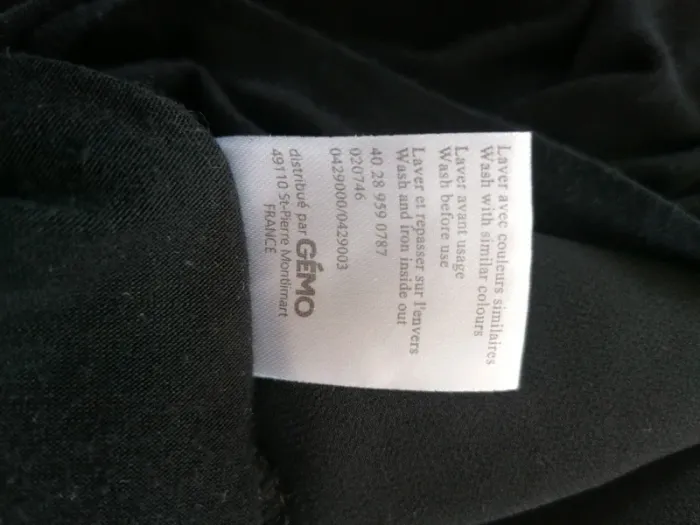 Laver avec couleurs similaires
Wash with similar colours
Laver avant usage
Wash before use
Laver et repasser sur l'envers
Wash and iron inside out
40 28 959 0787
020746
0429000/0429003
distribué par GÉMO
49110 St-Pierre Montlimart
FRANCE